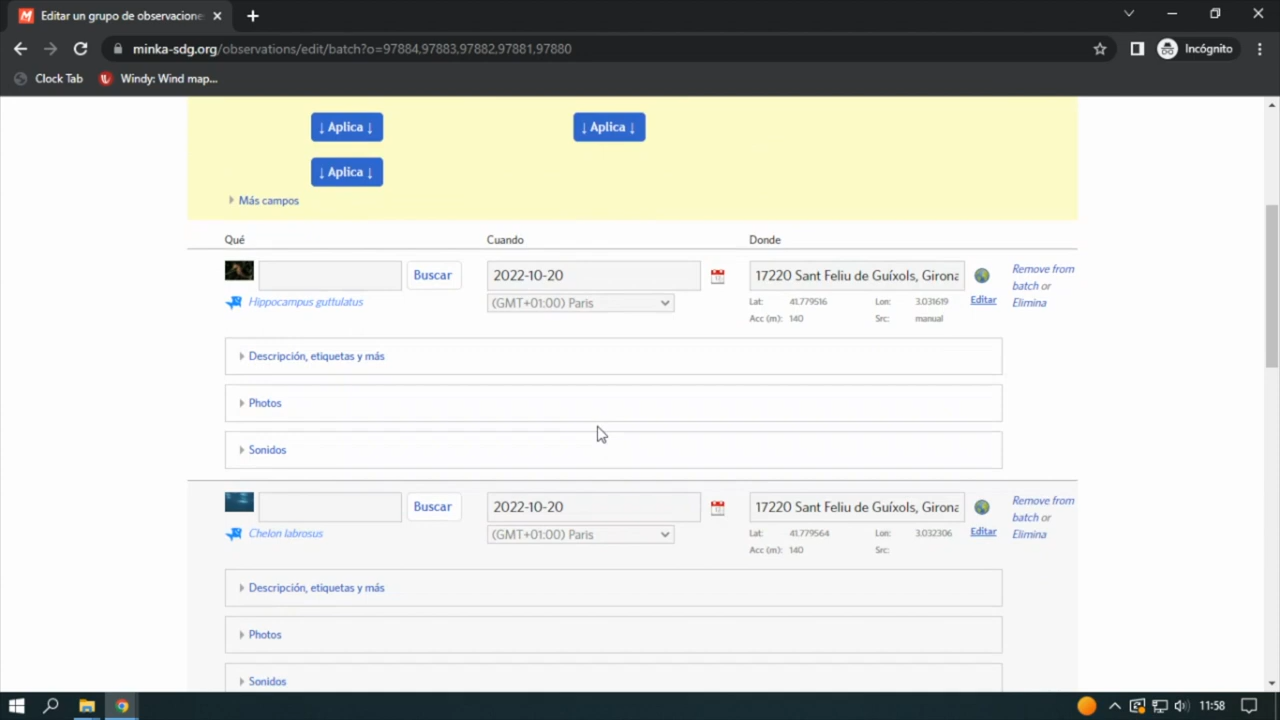 Editar un grupo de observacione
minka-sdg.org/observations/edit/batch?o=97884,97883,97882,97881,97880
Incógnito
Clock Tab
Windy: Wind map...
↓ Aplica ↓
↓ Aplica ↓
↓ Aplica ↓
Más campos
Qué
Cuando
Donde
Buscar
2022-10-20
17220 Sant Feliu de Guíxols, Girona
Remove from batch or
Elimina
Hippocampus guttulatus
(GMT+01:00) Paris
Lat: 41.779516 Lon: 3.031619
Editar
Acc (m): 140 Src: manual
Descripción, etiquetas y más
Photos
Sonidos
Buscar
2022-10-20
17220 Sant Feliu de Guíxols, Girona
Remove from batch or
Elimina
Chelon labrosus
(GMT+01:00) Paris
Lat: 41.779564 Lon: 3.032306
Editar
Acc (m): 140 Src:
Descripción, etiquetas y más
Photos
Sonidos
11:58